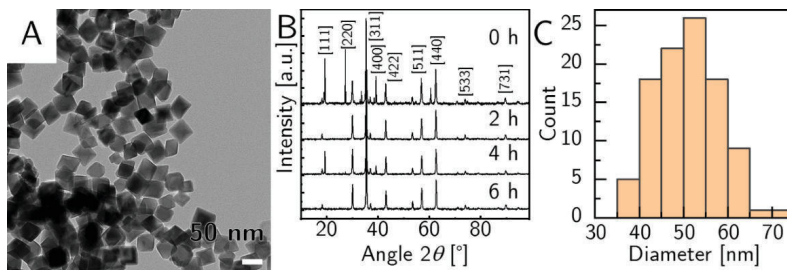 A
50 nm
B
[111]
[220]
[311]
[400]
[422]
[511]
[440]
[533]
[731]
0 h
2 h
4 h
6 h
Intensity [a.u.]
20 40 60 80
Angle 2θ [°]
C
25
20
15
10
5
0
Count
30 40 50 60 70
Diameter [nm]